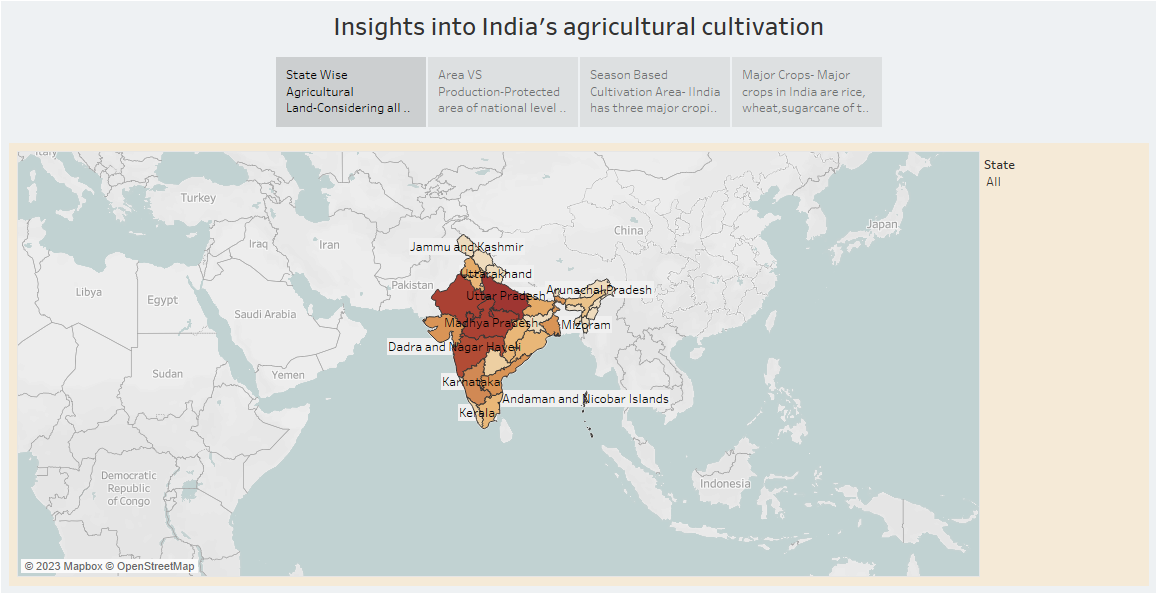 Insights into India's agricultural cultivation
State Wise
Agricultural
Land-Considering all ..
Area VS
Production-Protected
area of national level ..
Season Based
Cultivation Area- IIndia
has three major cropi..
Major Crops- Major
crops in India are rice,
wheat,sugarcane of t..
State
All
Italy
Turkey
Iraq
Iran
China
Japan
Jammu and Kashmir
Uttarakhand
Pakistan
Arunachal Pradesh
Libya
Egypt
Uttar Pradesh
Saudi Arabia
Madhya Pradesh
Mizoram
Dadra and Nagar Haveli
Sudan
Yemen
Karnataka
Andaman and Nicobar Islands
Kerala
Democratic
Republic
of Congo
Indonesia
© 2023 Mapbox © OpenStreetMap